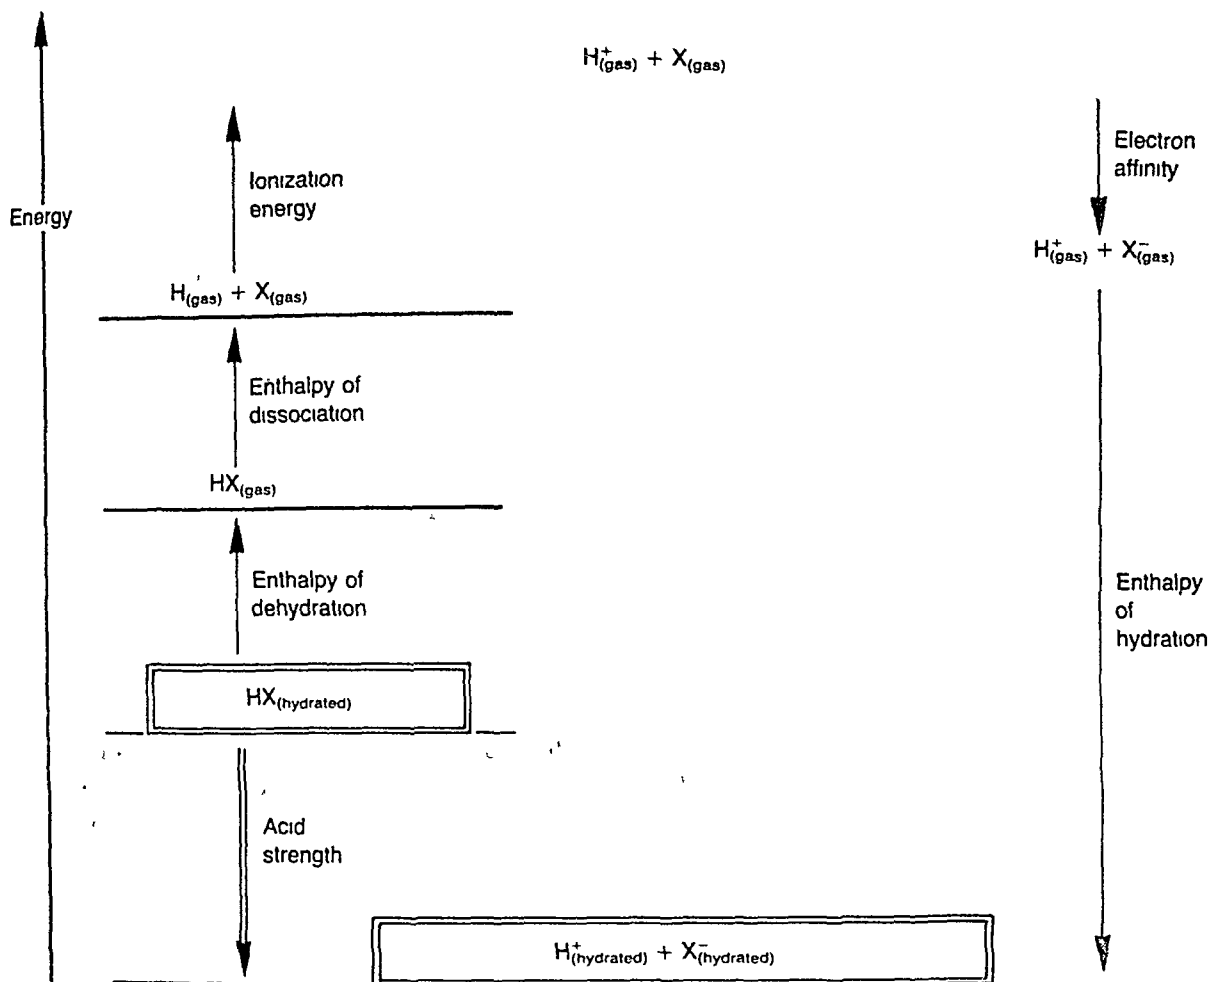 H⁺(gas) + X(gas)
Electron
affinity
Ionization
energy
Energy
H⁺(gas) + X⁻(gas)
H(gas) + X(gas)
Enthalpy of
dissociation
HX(gas)
Enthalpy of
dehydration
Enthalpy
of
hydration
HX(hydrated)
Acid
strength
H⁺(hydrated) + X⁻(hydrated)